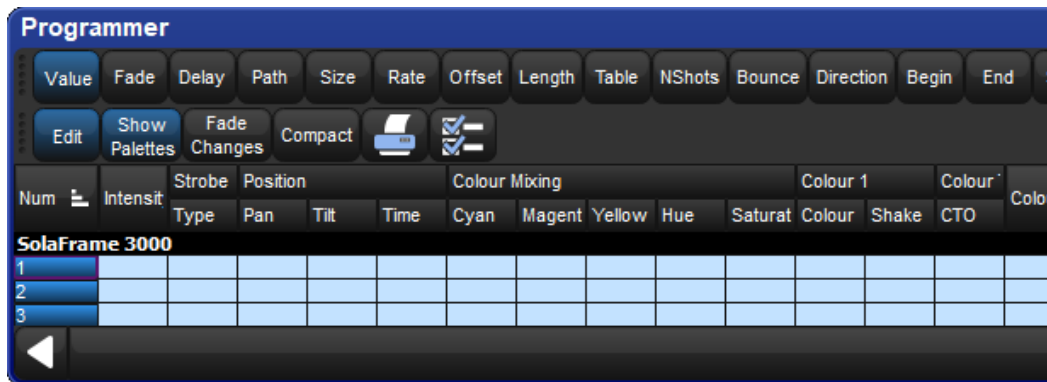 Programmer
Value Fade Delay Path Size Rate Offset Length Table NShots Bounce Direction Begin End
Edit Show Palettes Fade Changes Compact
Num Intensit Strobe Position Colour Mixing Colour 1 Colour Colou
Type Pan Tilt Time Cyan Magent Yellow Hue Saturat Colour Shake CTO
SolaFrame 3000
1
2
3